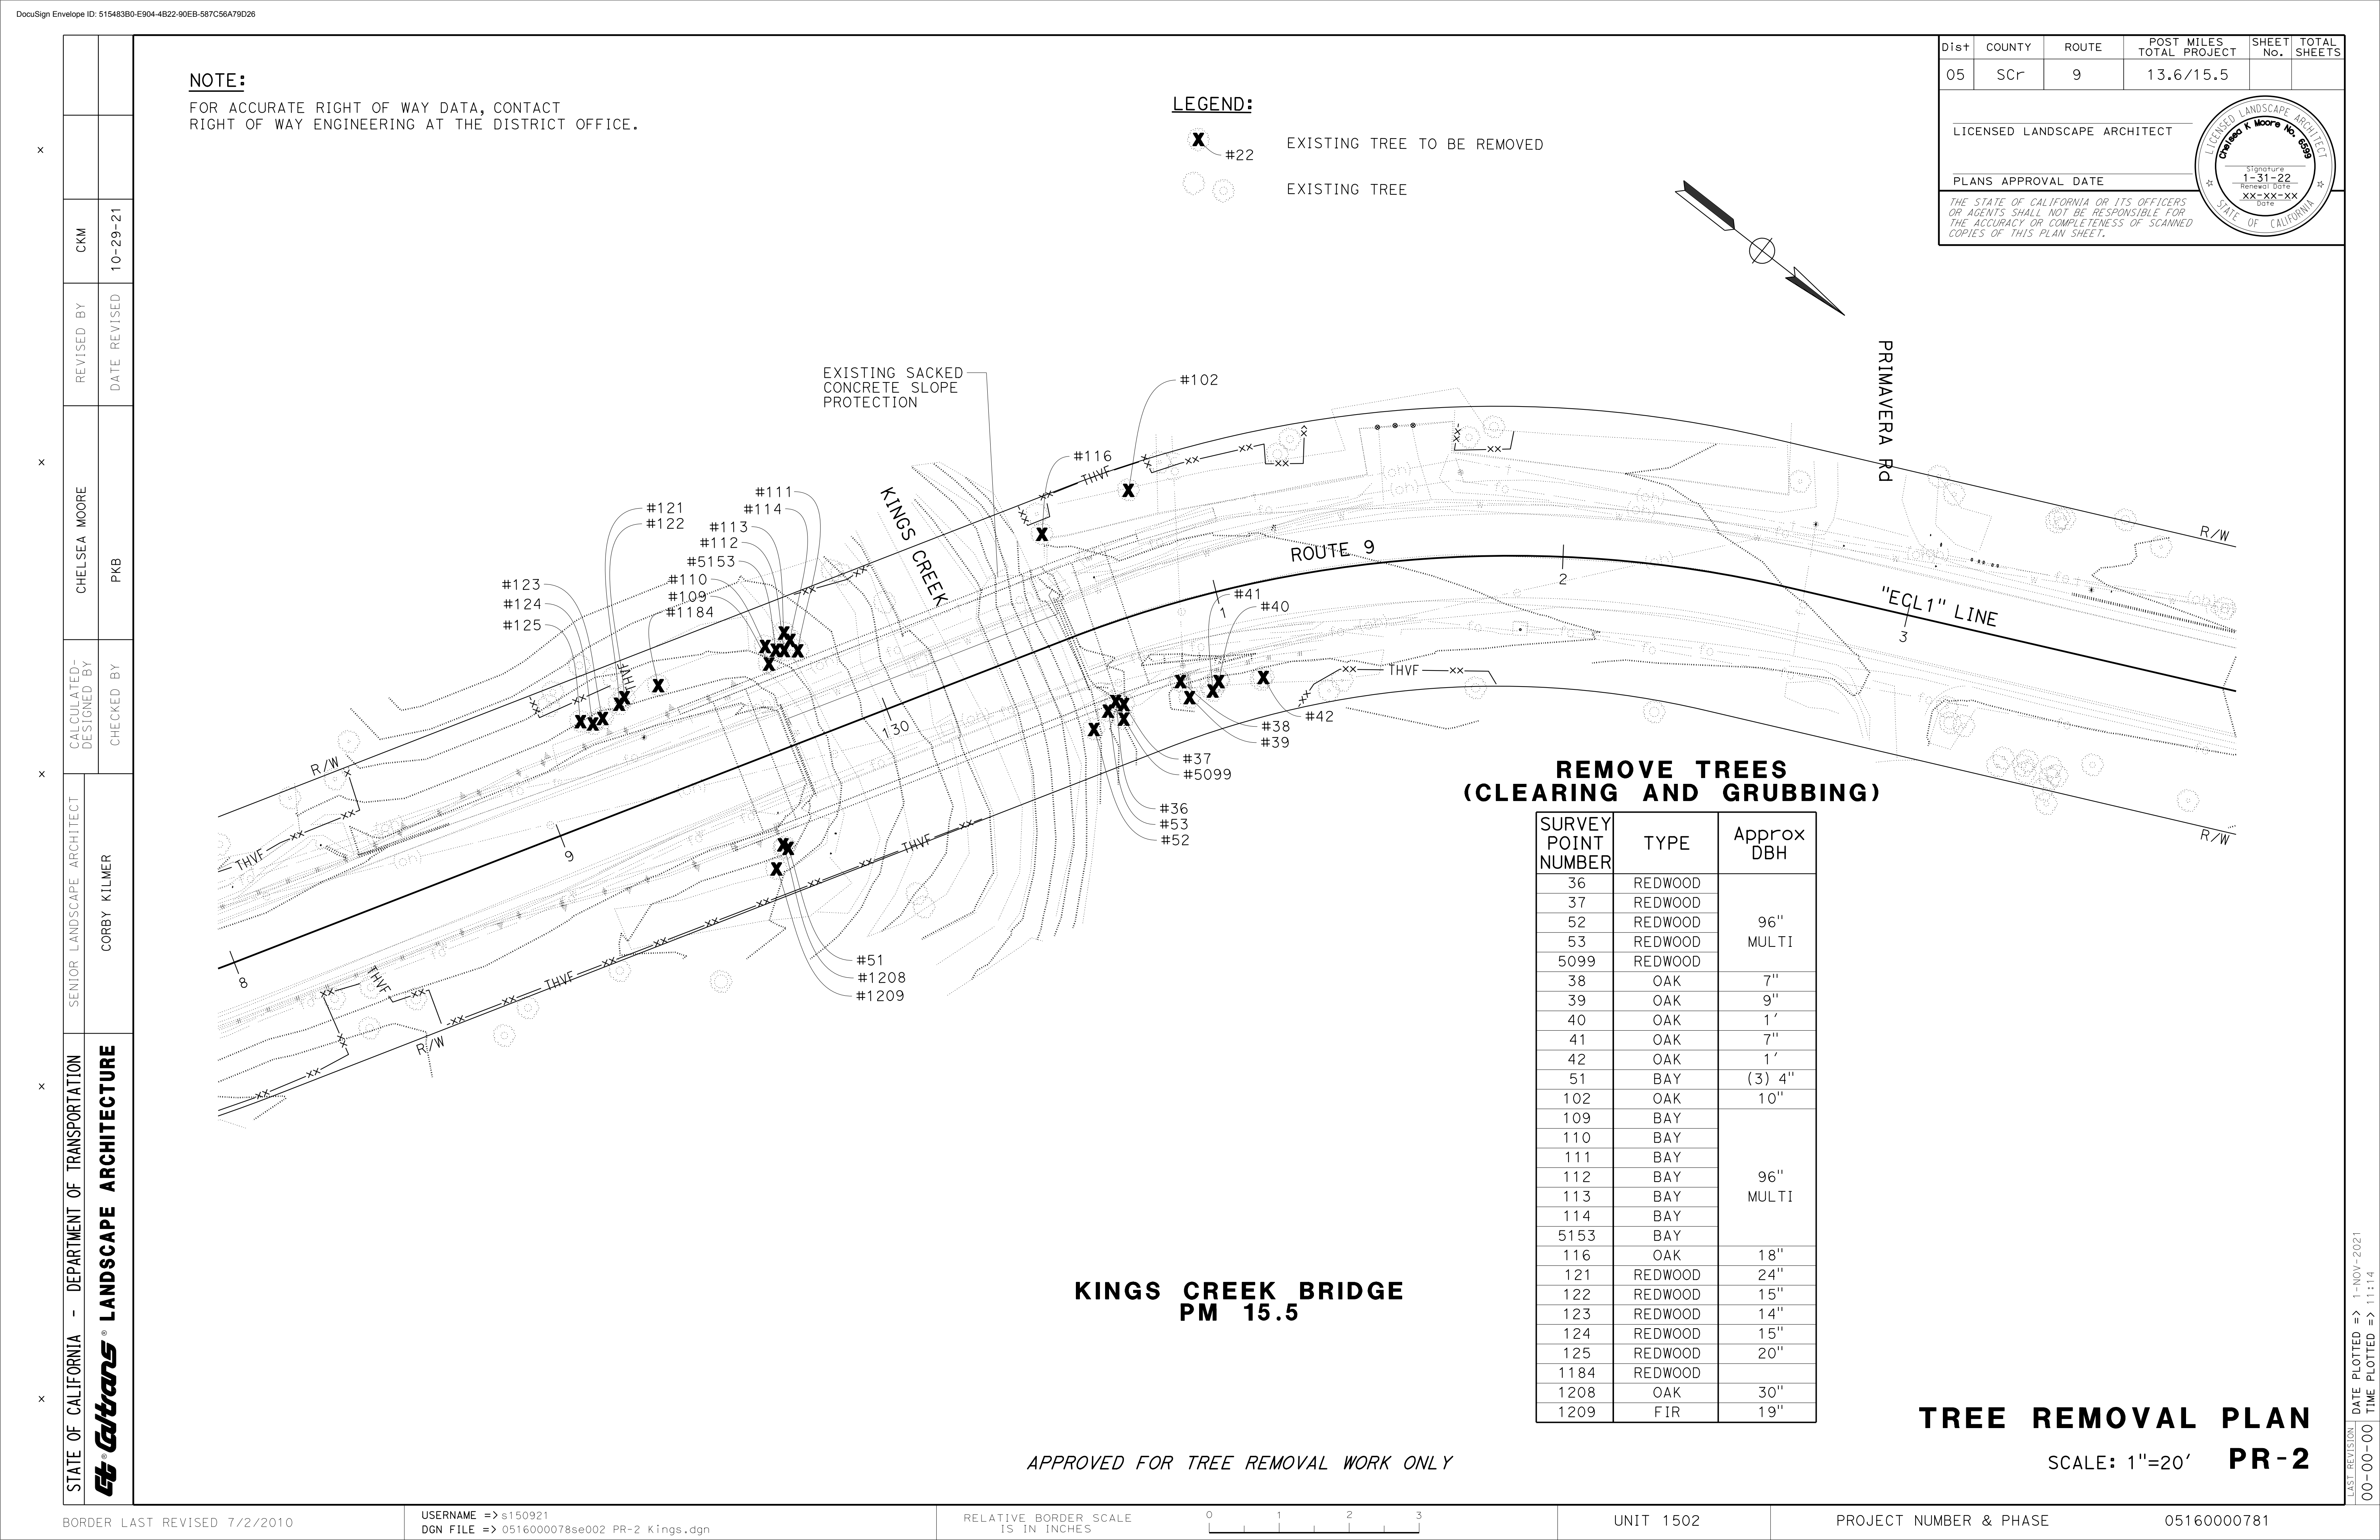 DocuSign Envelope ID: 515483B0-E904-4B22-90EB-587C56A79D26
NOTE:
FOR ACCURATE RIGHT OF WAY DATA, CONTACT
RIGHT OF WAY ENGINEERING AT THE DISTRICT OFFICE.
LEGEND:
#22
EXISTING TREE TO BE REMOVED
EXISTING TREE
Dist COUNTY ROUTE POST MILES TOTAL PROJECT SHEET No. TOTAL SHEETS
05 SCr 9 13.6/15.5
LICENSED LANDSCAPE ARCHITECT
PLANS APPROVAL DATE
THE STATE OF CALIFORNIA OR ITS OFFICERS
OR AGENTS SHALL NOT BE RESPONSIBLE FOR
THE ACCURACY OR COMPLETENESS OF SCANNED
COPIES OF THIS PLAN SHEET.
LICENSED LANDSCAPE ARCHITECT
Chelsea K Moore No. 6599
Signature
1-31-22
Renewal Date
XX-XX-XX
Date
STATE OF CALIFORNIA
REVISED BY
CKM
DATE REVISED
10-29-21
CALCULATED-
DESIGNED BY
CHELSEA MOORE
CHECKED BY
PKB
SENIOR LANDSCAPE ARCHITECT
CORBY KILMER
STATE OF CALIFORNIA - DEPARTMENT OF TRANSPORTATION
Caltrans® LANDSCAPE ARCHITECTURE
EXISTING SACKED
CONCRETE SLOPE
PROTECTION
#102
#116
THVF
PRIMAVERA Rd
#121
#122
#111
#114
#113
#112
#5153
#110
#109
#1184
#123
#124
#125
KINGS CREEK
ROUTE 9
"ECL1" LINE
R/W
R/W
R/W
R/W
8
9
130
1
2
3
#41
#40
#38
#39
#42
#37
#5099
#36
#53
#52
#51
#1208
#1209
THVF
THVF
THVF
THVF
THVF
THVF
REMOVE TREES
(CLEARING AND GRUBBING)
SURVEY POINT NUMBER TYPE Approx DBH
36 REDWOOD
37 REDWOOD
52 REDWOOD 96"
53 REDWOOD MULTI
5099 REDWOOD
38 OAK 7"
39 OAK 9"
40 OAK 1'
41 OAK 7"
42 OAK 1'
51 BAY (3) 4"
102 OAK 10"
109 BAY
110 BAY
111 BAY
112 BAY 96"
113 BAY MULTI
114 BAY
5153 BAY
116 OAK 18"
121 REDWOOD 24"
122 REDWOOD 15"
123 REDWOOD 14"
124 REDWOOD 15"
125 REDWOOD 20"
1184 REDWOOD
1208 OAK 30"
1209 FIR 19"
KINGS CREEK BRIDGE
PM 15.5
APPROVED FOR TREE REMOVAL WORK ONLY
TREE REMOVAL PLAN
SCALE: 1"=20' PR-2
LAST REVISION
00-00-00
DATE PLOTTED => 1-NOV-2021
TIME PLOTTED => 11:14
BORDER LAST REVISED 7/2/2010
USERNAME => s150921
DGN FILE => 0516000078se002 PR-2 Kings.dgn
RELATIVE BORDER SCALE
IS IN INCHES
0 1 2 3
UNIT 1502
PROJECT NUMBER & PHASE
05160000781